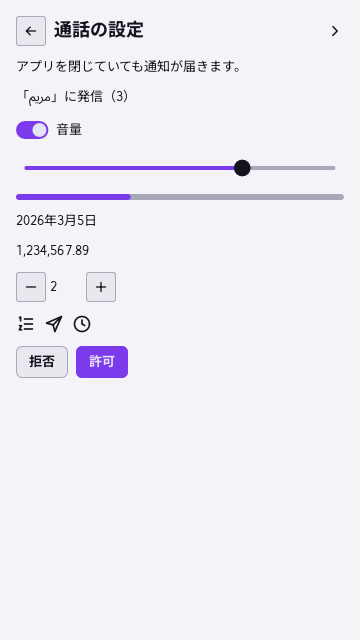 通話の設定
アプリを閉じていても通知が届きます。
「مريم」に発信（3）
音量
2026年3月5日
1,234,567.89
2
拒否
許可